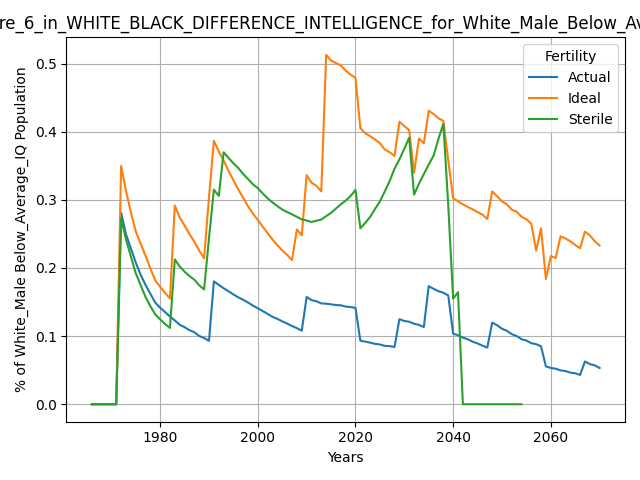 re_6_in_WHITE_BLACK_DIFFERENCE_INTELLIGENCE_for_White_Male_Below_Av
Fertility
Actual
Ideal
Sterile
% of White_Male Below_Average_IQ Population
0.5
0.4
0.3
0.2
0.1
0.0
1980 2000 2020 2040 2060
Years